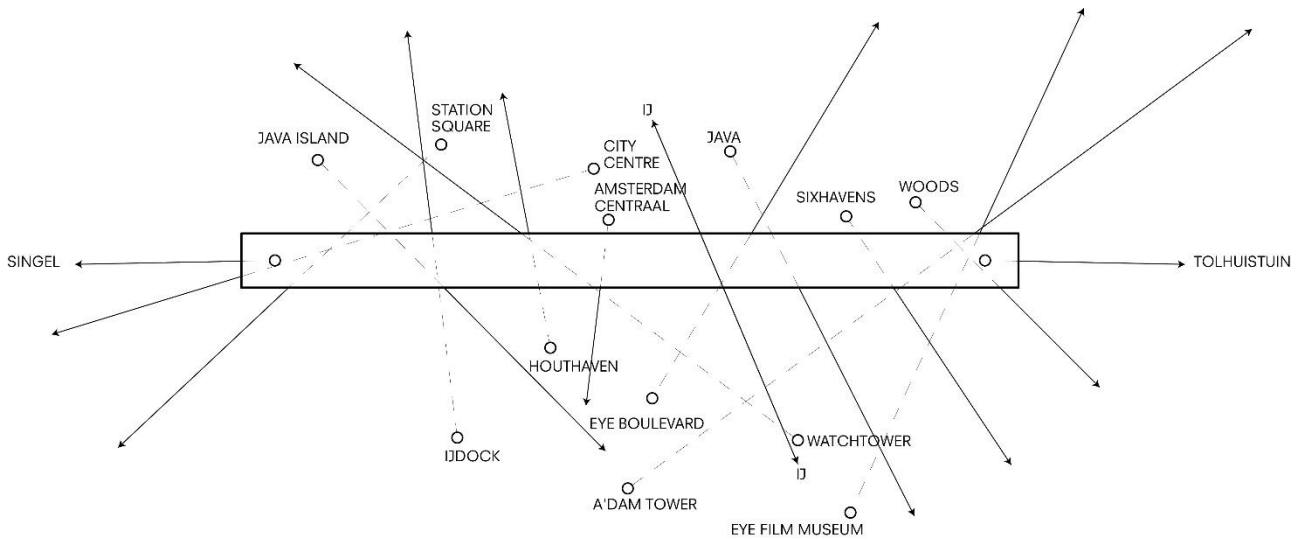 IJ
STATION
SQUARE
JAVA ISLAND
CITY
CENTRE
JAVA
AMSTERDAM
CENTRAAL
SIXHAVENS
WOODS
SINGEL
TOLHUISTUIN
HOUTHAVEN
EYE BOULEVARD
IJDOCK
WATCHTOWER
IJ
A'DAM TOWER
EYE FILM MUSEUM